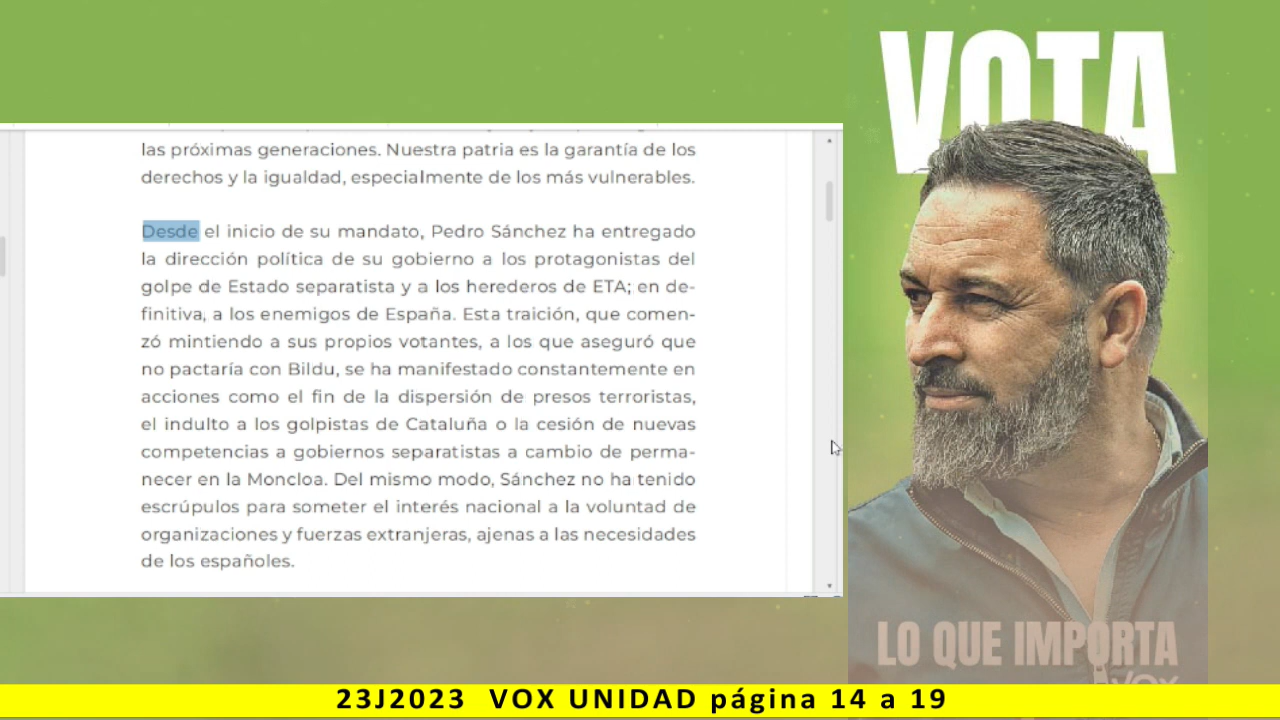 las próximas generaciones. Nuestra patria es la garantía de los
derechos y la igualdad, especialmente de los más vulnerables.
Desde el inicio de su mandato, Pedro Sánchez ha entregado
la dirección política de su gobierno a los protagonistas del
golpe de Estado separatista y a los herederos de ETA; en de-
finitiva, a los enemigos de España. Esta traición, que comen-
zó mintiendo a sus propios votantes, a los que aseguró que
no pactaría con Bildu, se ha manifestado constantemente en
acciones como el fin de la dispersión de presos terroristas,
el indulto a los golpistas de Cataluña o la cesión de nuevas
competencias a gobiernos separatistas a cambio de perma-
necer en la Moncloa. Del mismo modo, Sánchez no ha tenido
escrúpulos para someter el interés nacional a la voluntad de
organizaciones y fuerzas extranjeras, ajenas a las necesidades
de los españoles.
VOTA
LO QUE IMPORTA
VOX
23J2023 VOX UNIDAD página 14 a 19